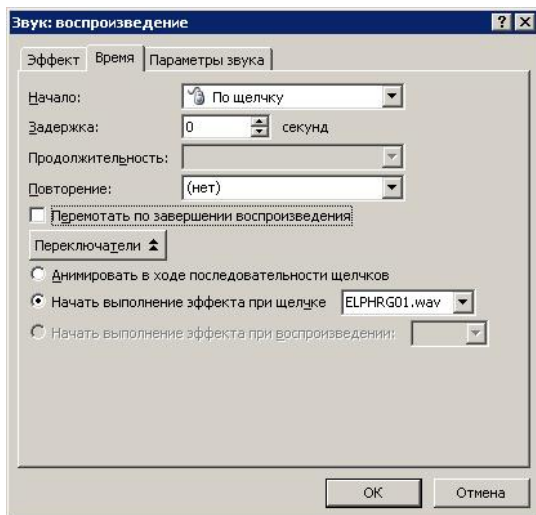 Звук: воспроизведение
Эффект Время Параметры звука
Начало: По щелчку
Задержка: 0 секунд
Продолжительность:
Повторение: (нет)
Перемотать по завершении воспроизведения
Переключатели
Анимировать в ходе последовательности щелчков
Начать выполнение эффекта при щелчке ELPHRG01.wav
Начать выполнение эффекта при воспроизведении:
ОК Отмена